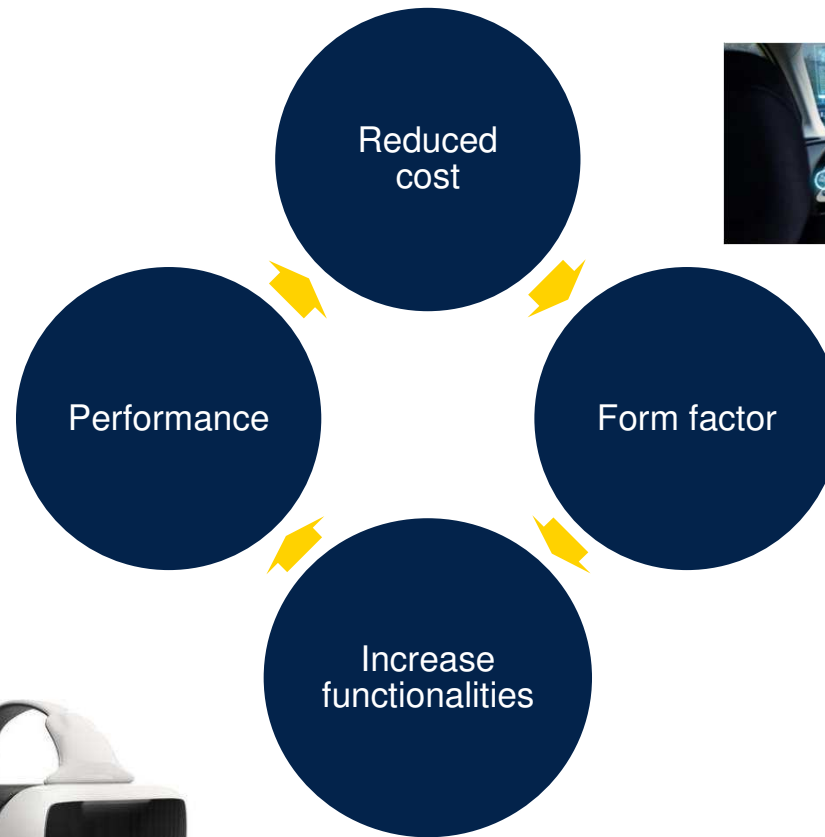 Reduced
cost
Performance
Form factor
Increase
functionalities